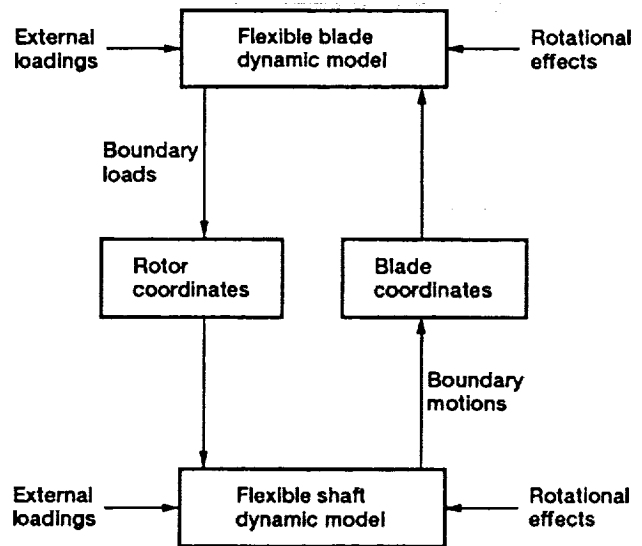 External
loadings
Flexible blade
dynamic model
Rotational
effects
Boundary
loads
Rotor
coordinates
Blade
coordinates
Boundary
motions
External
loadings
Flexible shaft
dynamic model
Rotational
effects